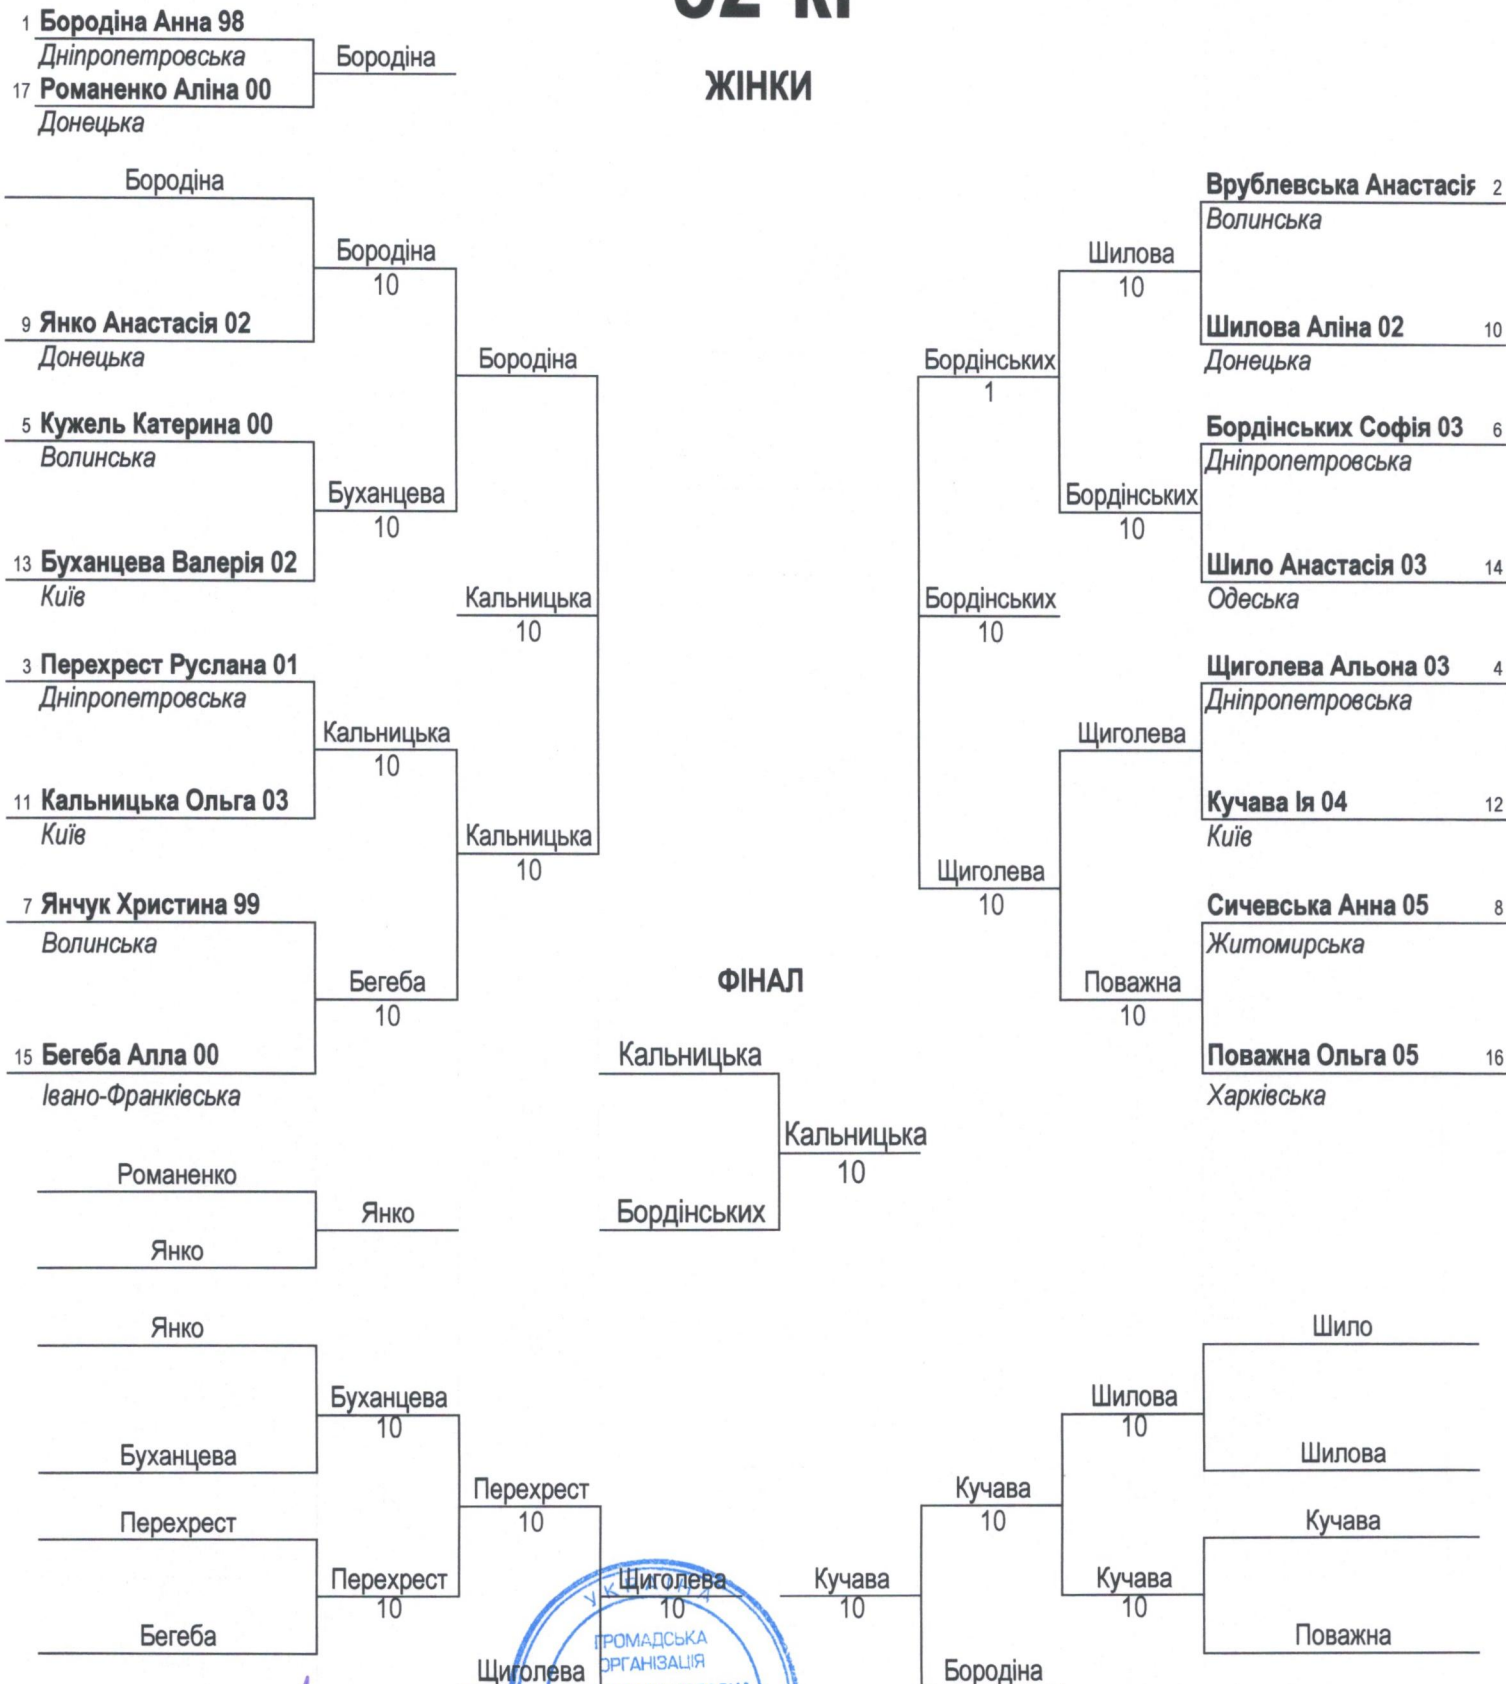 ЖІНКИ
1 Бородіна Анна 98
Дніпропетровська
17 Романенко Аліна 00
Донецька
Бородіна
Бородіна
9 Янко Анастасія 02
Донецька
Бородіна
10
5 Кужель Катерина 00
Волинська
13 Буханцева Валерія 02
Київ
Буханцева
10
Бородіна
3 Перехрест Руслана 01
Дніпропетровська
11 Кальницька Ольга 03
Київ
Кальницька
10
7 Янчук Христина 99
Волинська
15 Бегеба Алла 00
Івано-Франківська
Бегеба
10
Кальницька
10
Кальницька
10
Врублевська Анастасія 2
Волинська
Шилова Аліна 02 10
Донецька
Шилова
10
Бордінських Софія 03 6
Дніпропетровська
Шило Анастасія 03 14
Одеська
Бордінських
10
Бордінських
1
Щиголева Альона 03 4
Дніпропетровська
Кучава Ія 04 12
Київ
Щиголева
Сичевська Анна 05 8
Житомирська
Поважна Ольга 05 16
Харківська
Поважна
10
Щиголева
10
Бордінських
10
ФІНАЛ
Кальницька
Бордінських
Кальницька
10
Романенко
Янко
Янко
Янко
Буханцева
Буханцева
10
Перехрест
Бегеба
Перехрест
10
Перехрест
10
Щиголева
Щиголева
10
Шило
Шилова
Шилова
10
Кучава
Поважна
Кучава
10
Кучава
10
Бородіна
Кучава
10
УКРАЇНА
ГРОМАДСЬКА
ОРГАНІЗАЦІЯ